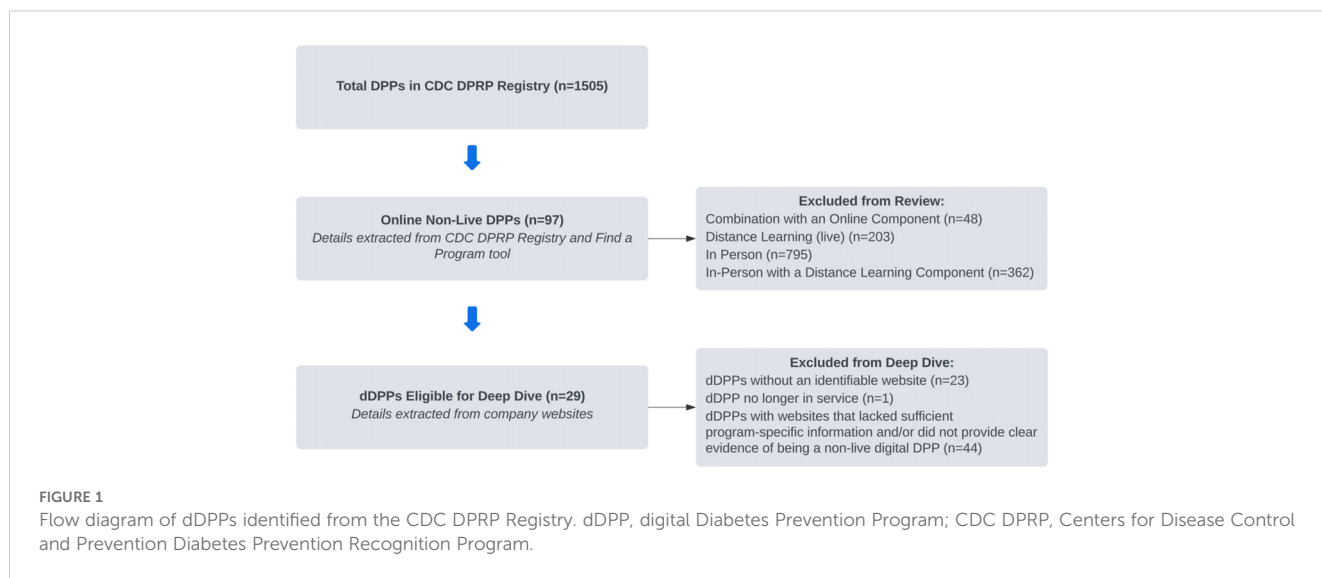 Total DPPs in CDC DPRP Registry (n=1505)
Online Non-Live DPPs (n=97)
Details extracted from CDC DPRP Registry and Find a
Program tool
Excluded from Review:
Combination with an Online Component (n=48)
Distance Learning (live) (n=203)
In Person (n=795)
In-Person with a Distance Learning Component (n=362)
dDPPs Eligible for Deep Dive (n=29)
Details extracted from company websites
Excluded from Deep Dive:
dDPPs without an identifiable website (n=23)
dDPP no longer in service (n=1)
dDPPs with websites that lacked sufficient
program-specific information and/or did not provide clear
evidence of being a non-live digital DPP (n=44)
FIGURE 1
Flow diagram of dDPPs identified from the CDC DPRP Registry. dDPP, digital Diabetes Prevention Program; CDC DPRP, Centers for Disease Control
and Prevention Diabetes Prevention Recognition Program.